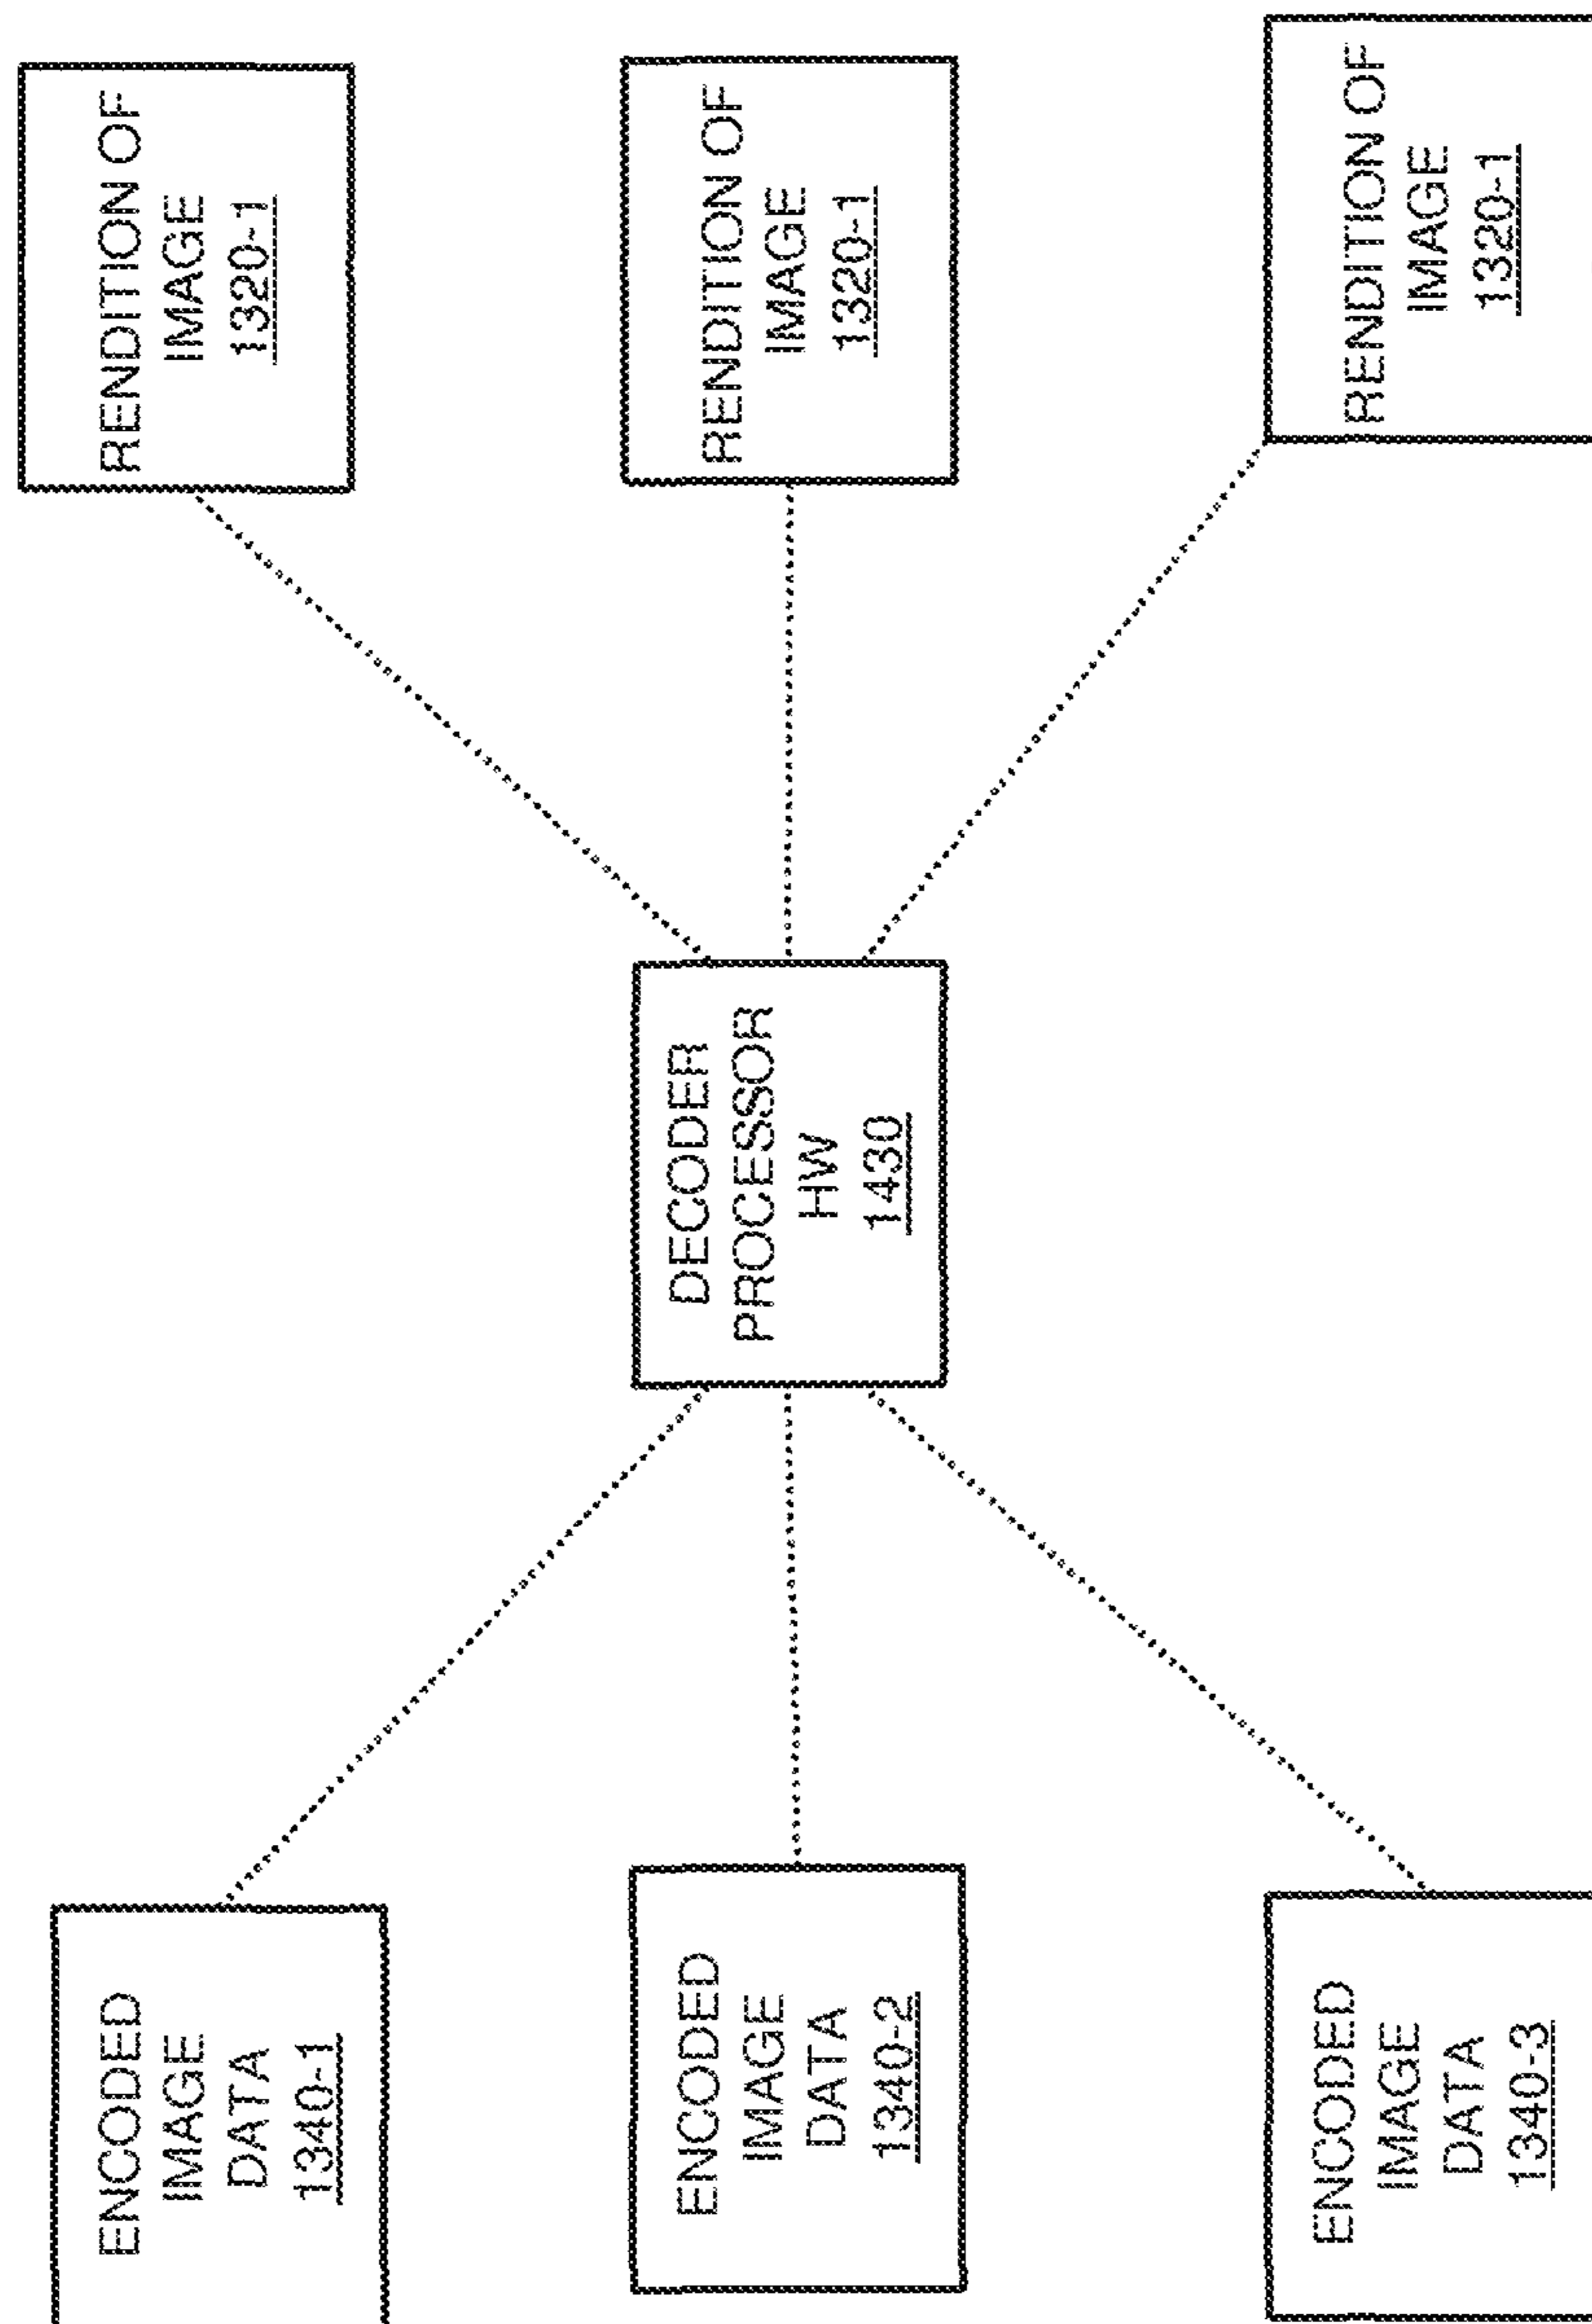 ENCODED
IMAGE
DATA
1340-1
ENCODED
IMAGE
DATA
1340-2
ENCODED
IMAGE
DATA
1340-3
DECODER
PROCESSOR
HW
1430
RENDITION OF
IMAGE
1320-1
RENDITION OF
IMAGE
1320-1
RENDITION OF
IMAGE
1320-1